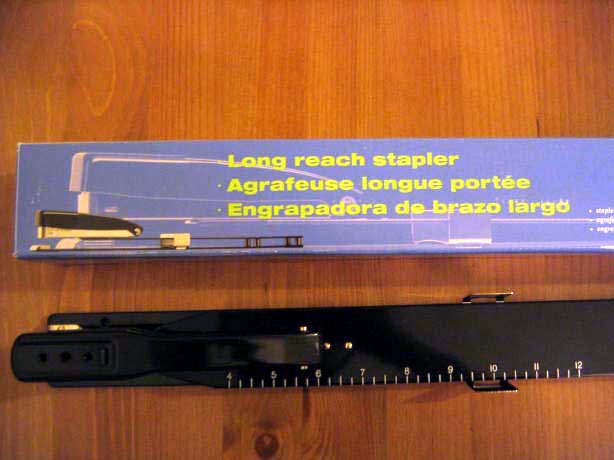 · Long reach stapler
· Agrafeuse longue portée
· Engrapadora de brazo largo
4 5 6 7 8 9 10 11 12